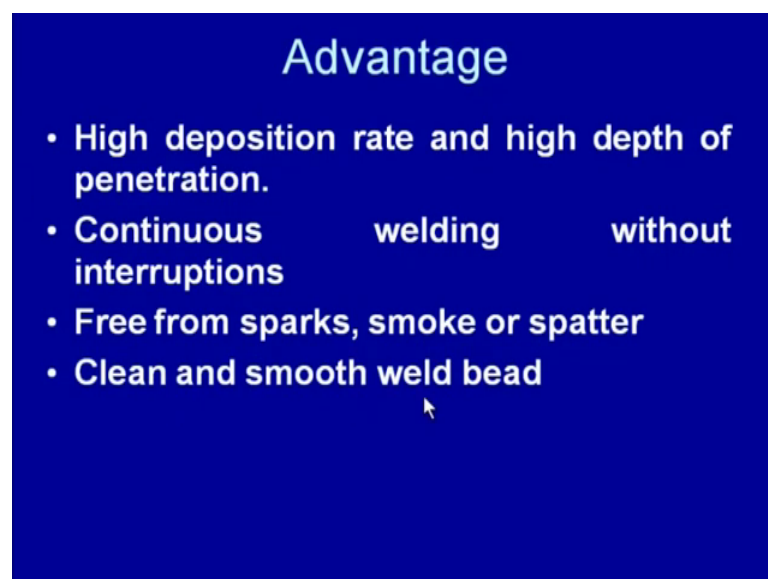 Advantage
• High deposition rate and high depth of
penetration.
• Continuous welding without
interruptions
• Free from sparks, smoke or spatter
• Clean and smooth weld bead